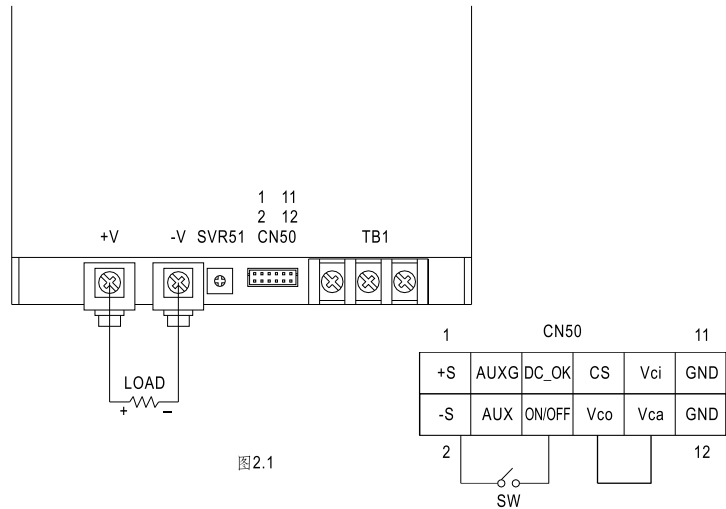 1 11
2 12
+V -V SVR51 CN50 TB1
LOAD
+ −
图2.1
1 CN50 11
+S AUXG DC_OK CS Vci GND
-S AUX ON/OFF Vco Vca GND
2 12
SW